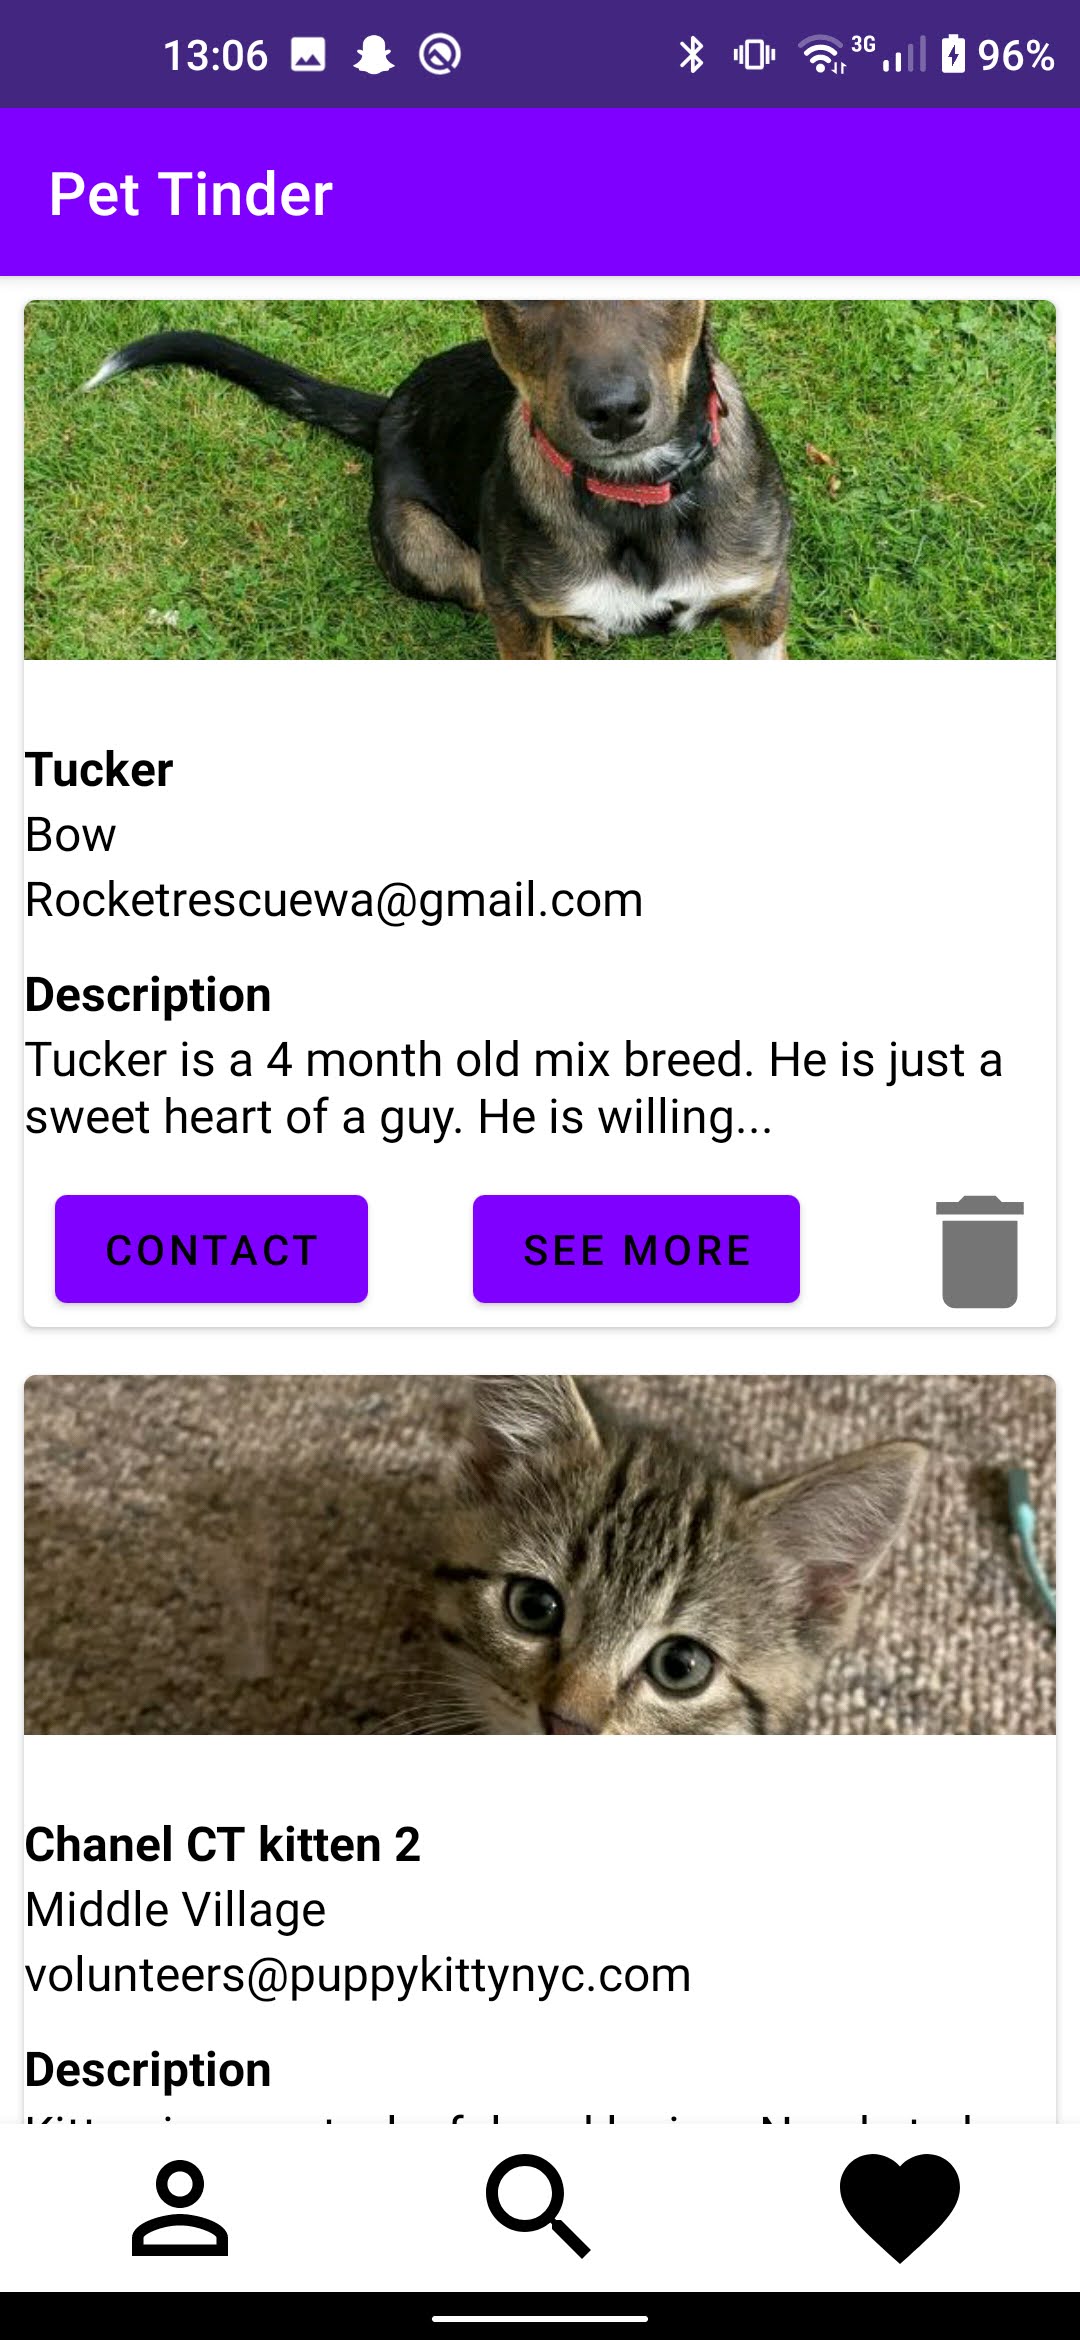 13:06
3G
96%
Pet Tinder
Tucker
Bow
Rocketrescuewa@gmail.com
Description
Tucker is a 4 month old mix breed. He is just a
sweet heart of a guy. He is willing...
CONTACT
SEE MORE
Chanel CT kitten 2
Middle Village
volunteers@puppykittynyc.com
Description